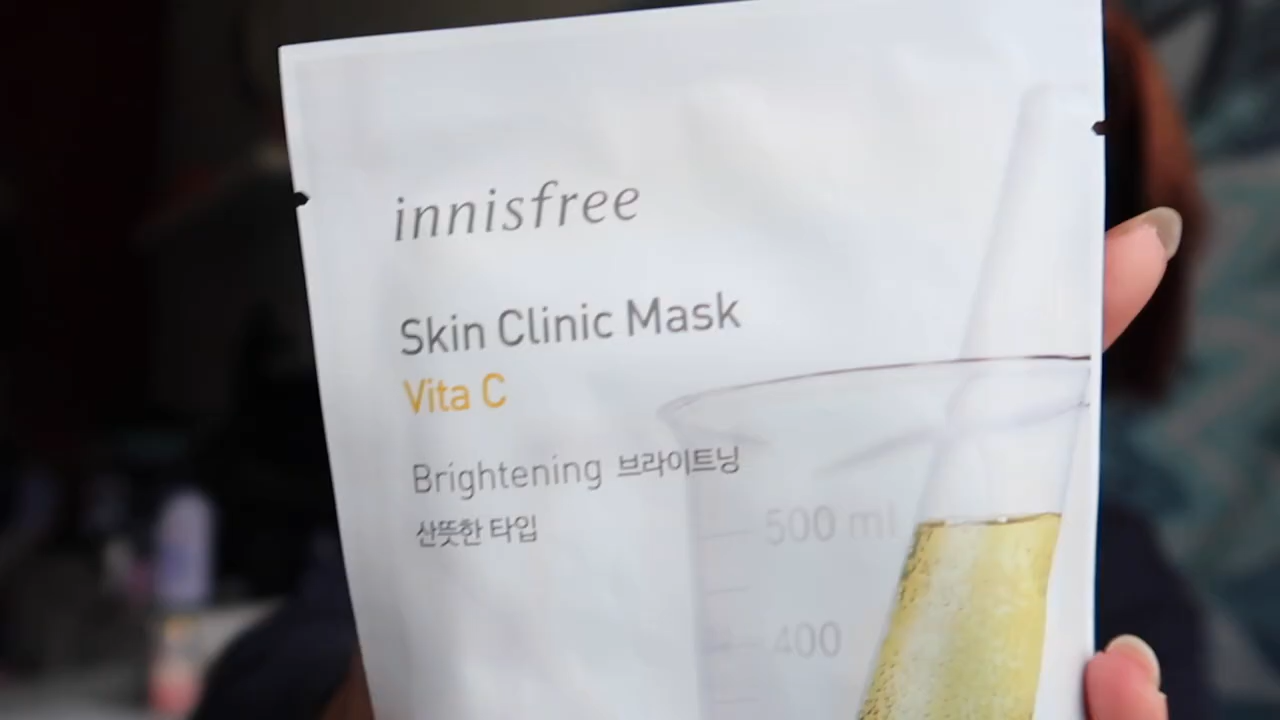 innisfree
Skin Clinic Mask
Vita C
Brightening 브라이트닝
산뜻한 타입
500 ml
400